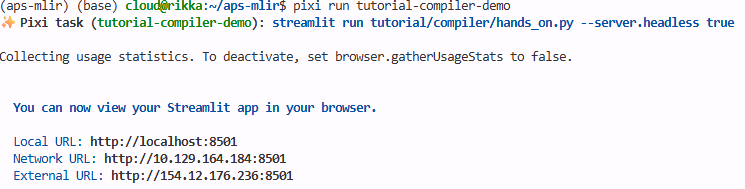 (aps-mlir) (base) cloud@rikka:~/aps-mlir$ pixi run tutorial-compiler-demo
✨ Pixi task (tutorial-compiler-demo): streamlit run tutorial/compiler/hands_on.py --server.headless true
Collecting usage statistics. To deactivate, set browser.gatherUsageStats to false.
You can now view your Streamlit app in your browser.
Local URL: http://localhost:8501
Network URL: http://10.129.164.184:8501
External URL: http://154.12.176.236:8501